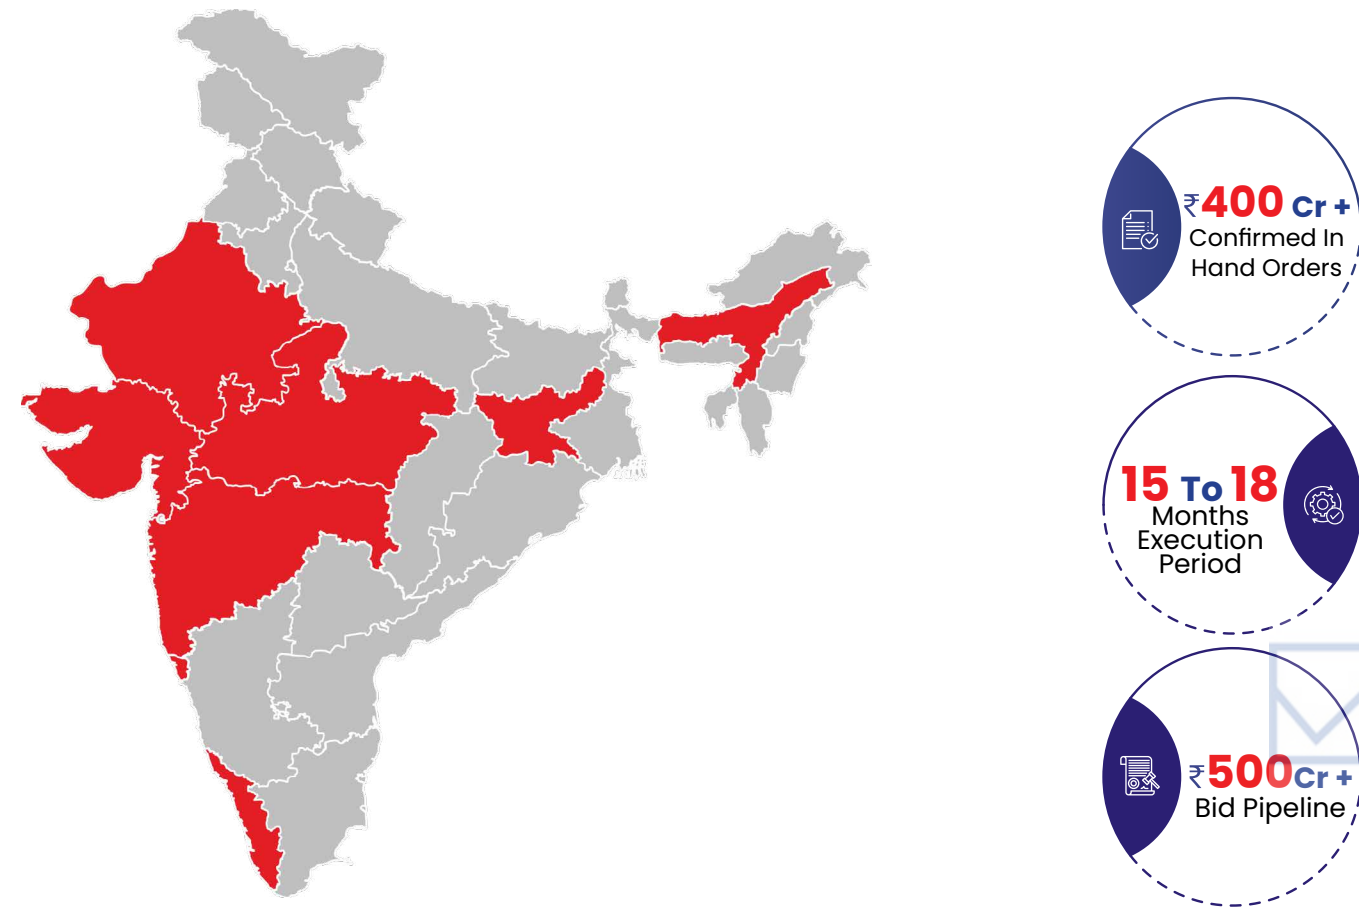 ₹400 Cr +
Confirmed In
Hand Orders
15 To 18
Months
Execution
Period
₹500Cr +
Bid Pipeline